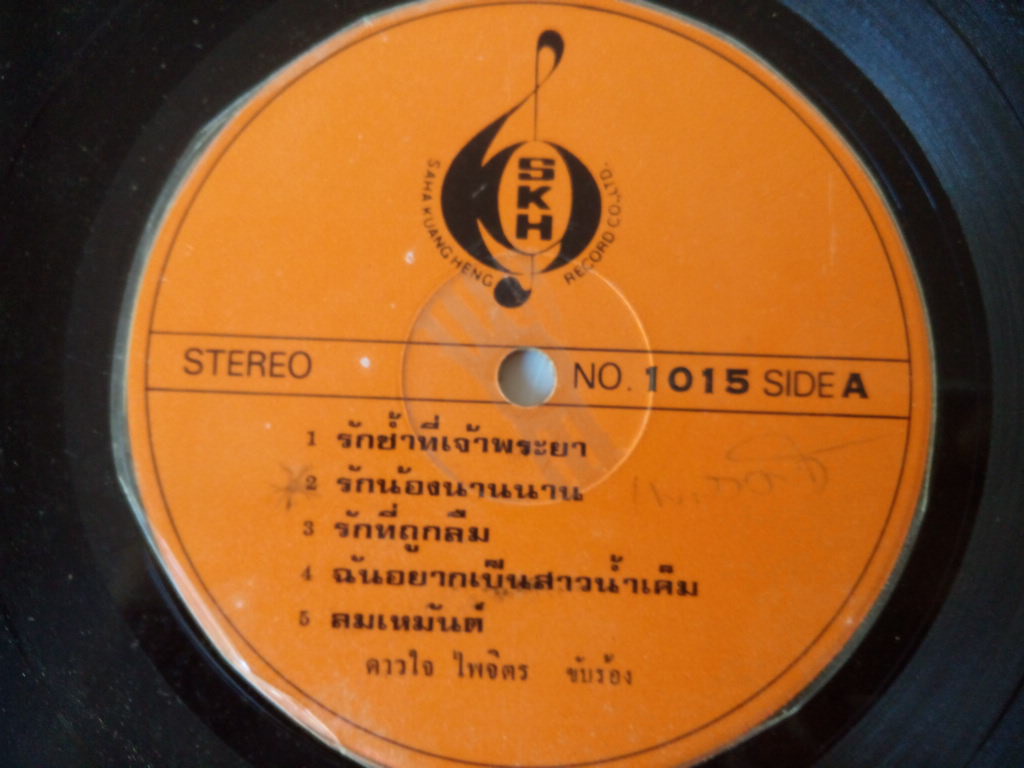 SKH
SAHA KUANG HENG RECORD CO.,LTD.
STEREO NO. 1015 SIDE A
1 รักช้ำที่เจ้าพระยา
2 รักน้องนานนาน
3 รักที่ถูกลืม
4 ฉันอยากเป็นสาวน้ำเค็ม
5 ลมเหมันต์
ดาวใจ ไพจิตร ขับร้อง